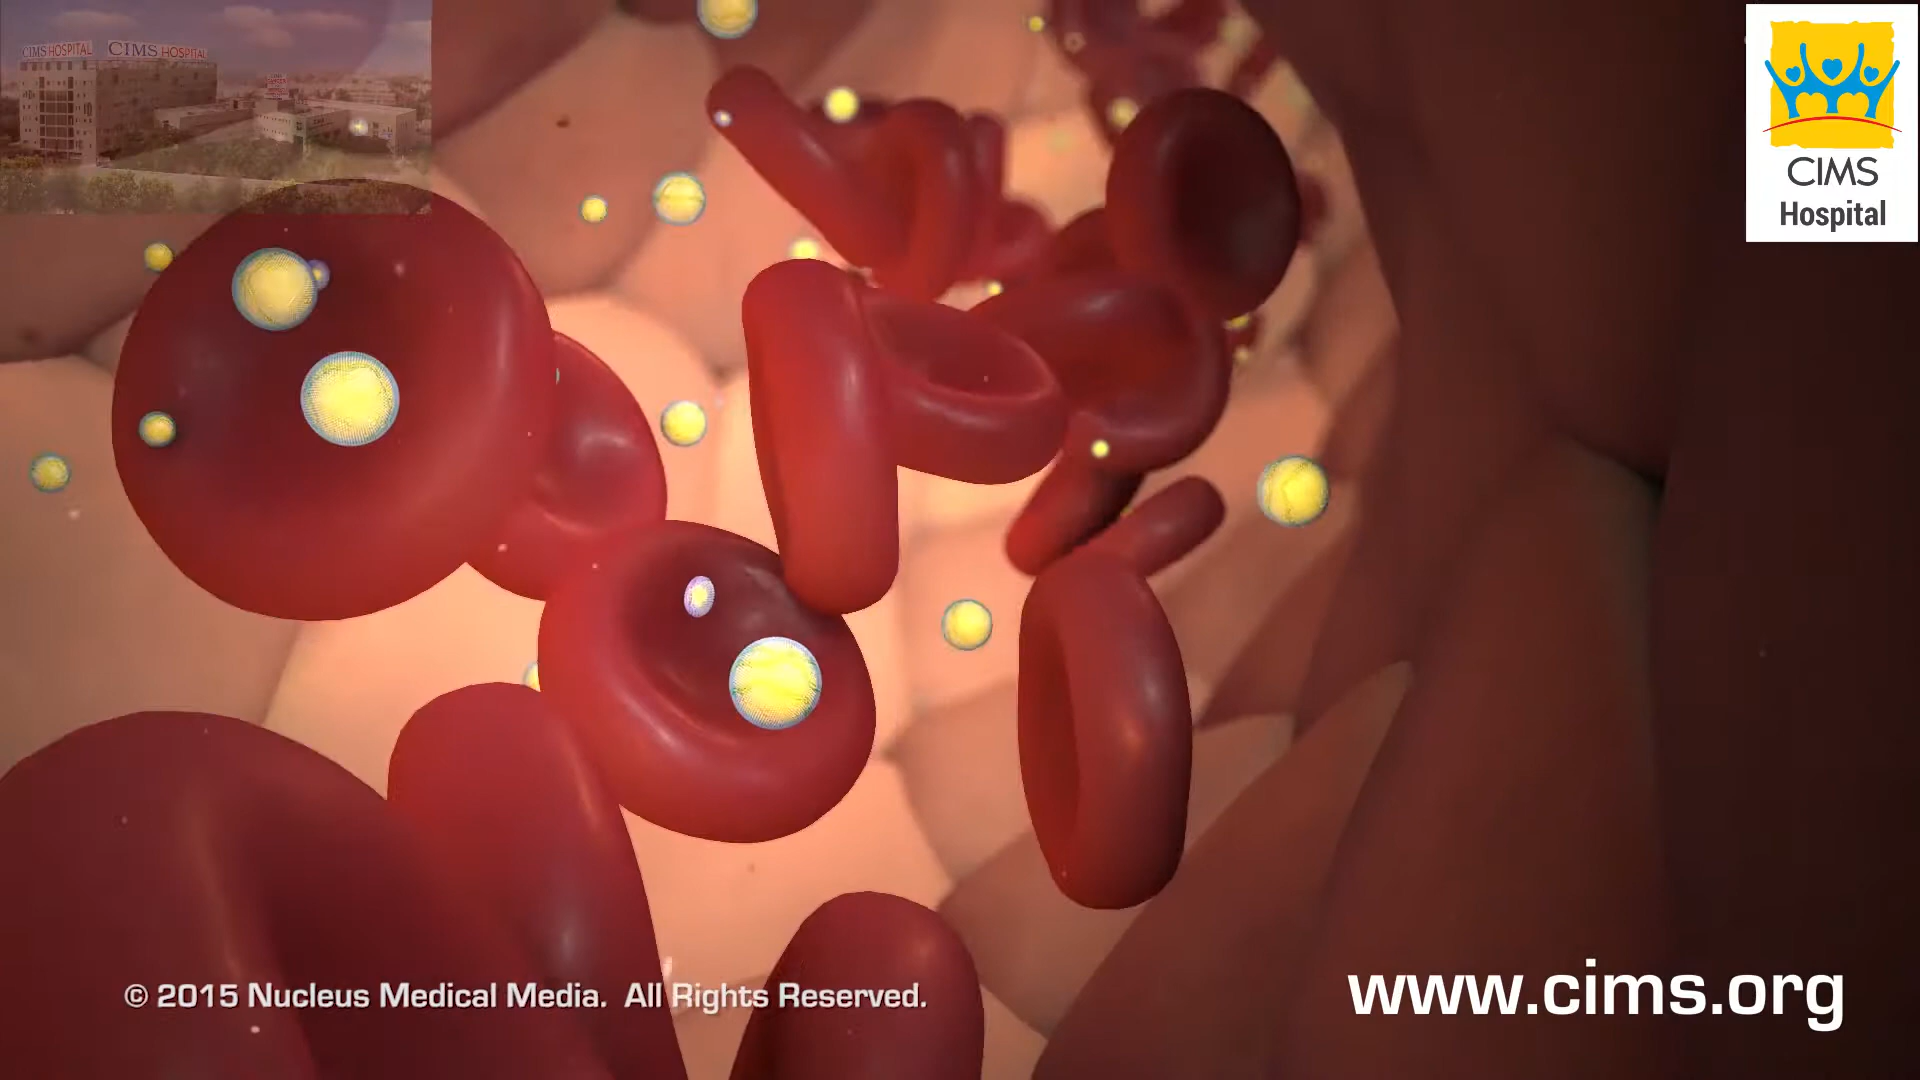 CIMS HOSPITAL CIMS HOSPITAL
CIMS
Hospital
© 2015 Nucleus Medical Media. All Rights Reserved.
www.cims.org